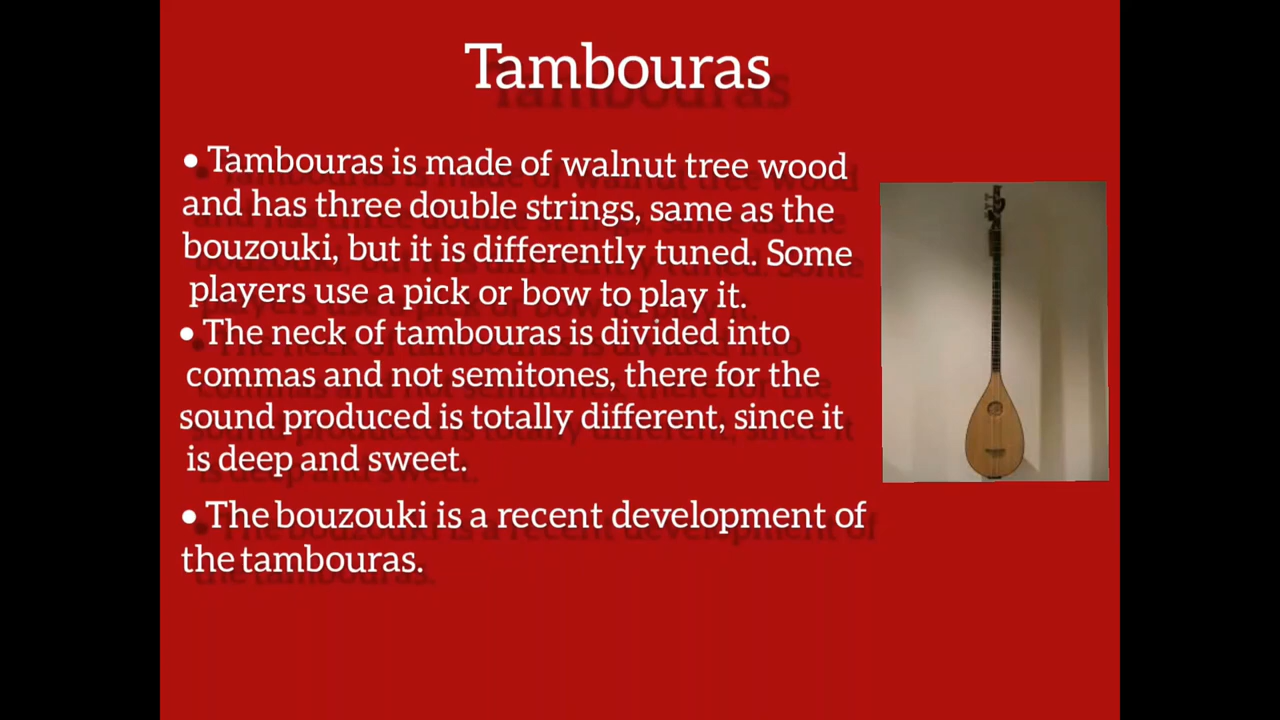 Tambouras
• Tambouras is made of walnut tree wood
and has three double strings, same as the
bouzouki, but it is differently tuned. Some
players use a pick or bow to play it.
• The neck of tambouras is divided into
commas and not semitones, there for the
sound produced is totally different, since it
is deep and sweet.
• The bouzouki is a recent development of
the tambouras.